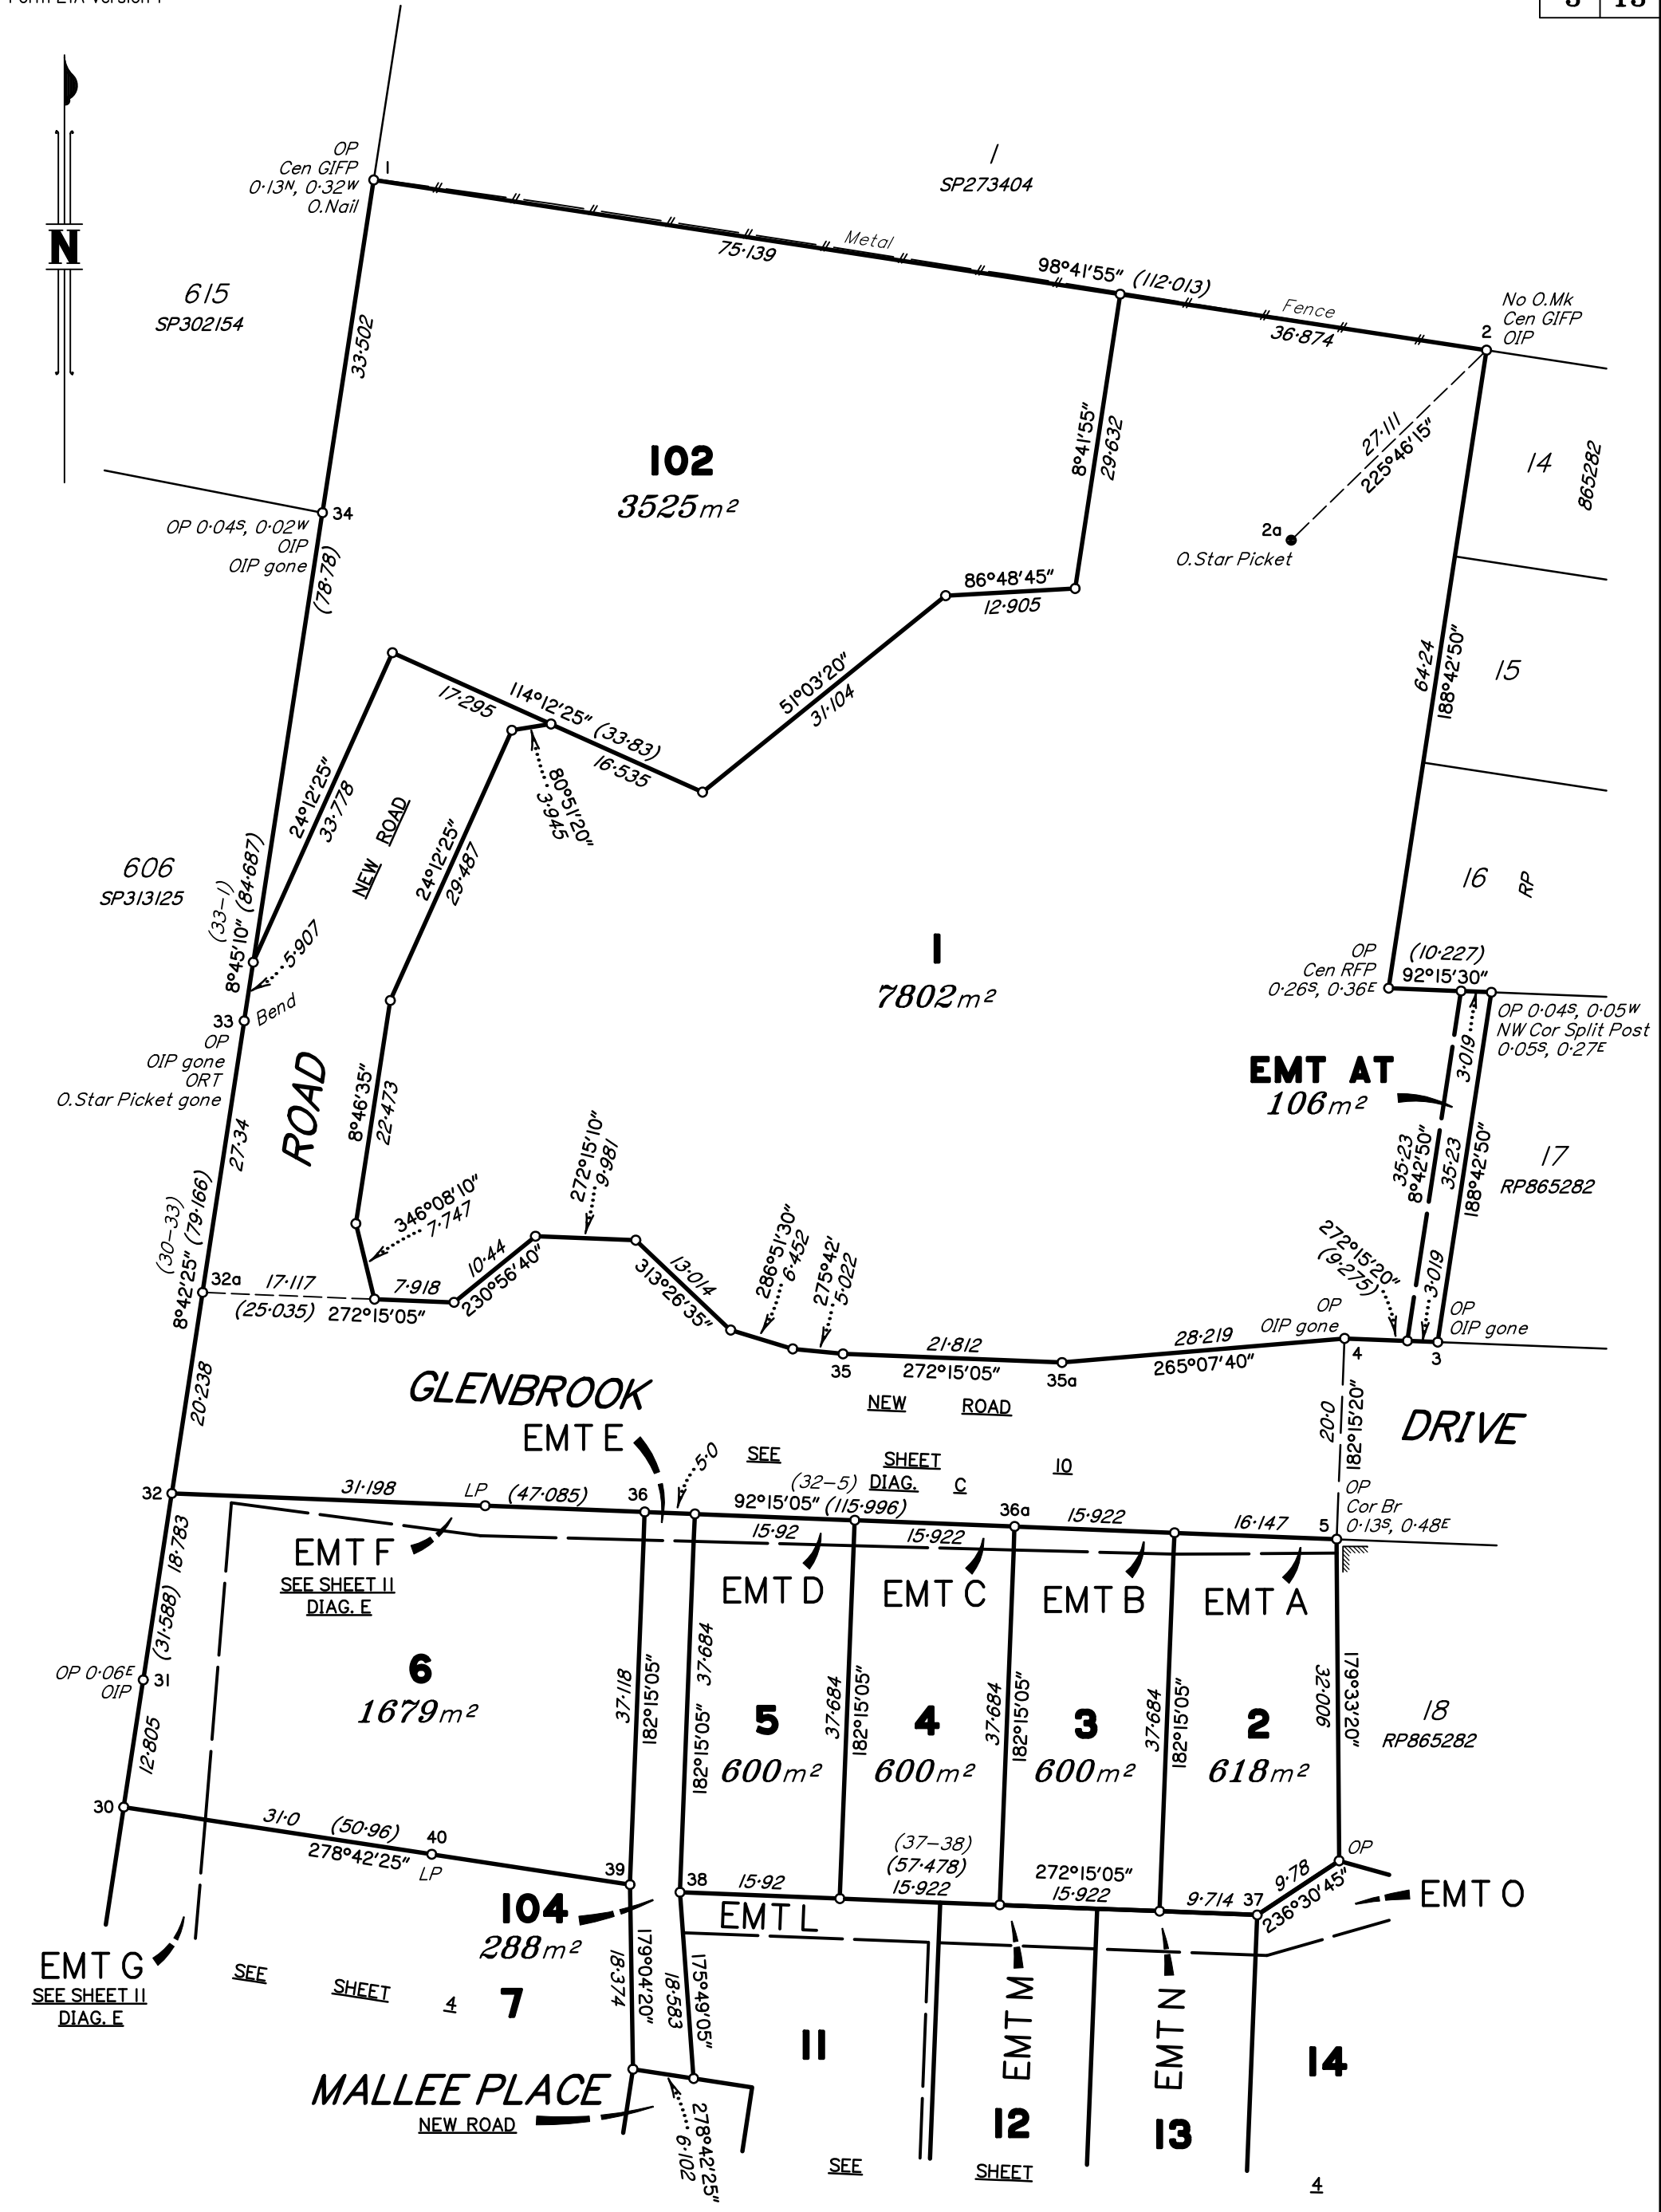 OP
Cen GIFP
0·13N, 0·32W
O.Nail
1
N
1
SP273404
Metal
75·139
98°41'55" (112·013)
Fence
36·874
No O.Mk
Cen GIFP
2 OIP
615
SP302154
33·502
102
3525m²
8°41'55"
29·632
27·111
225°46'15"
2a
O.Star Picket
14
865282
34
OP 0·04S, 0·02W
OIP
OIP gone
(78·78)
86°48'45"
12·905
51°03'20"
31·104
17·295
114°12'25" (33·83)
16·535
80°51'20"
3·945
64·24
188°42'50"
15
24°12'25"
33·778
NEW ROAD
24°12'25"
29·487
606
SP313125
(33-1)
8°45'10" (84·687)
5·907
16
RP
1
7802m²
OP
Cen RFP
0·26S, 0·36E
(10·227)
92°15'30"
OP 0·04S, 0·05W
NW Cor Split Post
0·05S, 0·27E
33
Bend
OP
OIP gone
ORT
O.Star Picket gone
ROAD
8°46'35"
22·473
27·34
EMT AT
106m²
3·019
35·23
8°42'50"
35·23
188°42'50"
17
RP865282
272°15'10"
9·981
346°08'10"
7·747
(30-33)
8°42'25" (79·166)
32a
17·117
(25·035)
7·918
272°15'05"
10·44
230°56'40"
13·014
313°26'35"
286°51'30"
6·452
275°42'
5·022
272°15'20"
(9·275)
3·019
OP
OIP gone
4
OP
OIP gone
3
35
21·812
272°15'05"
35a
28·219
265°07'40"
20·238
GLENBROOK
DRIVE
NEW ROAD
20·0
182°15'20"
EMT E
5·0
SEE SHEET 10
DIAG. C
(32-5)
92°15'05" (115·996)
32
31·198
LP
(47·085)
36
15·92
15·922
36a
15·922
16·147
5
OP
Cor Br
0·13S, 0·48E
EMT F
SEE SHEET 11
DIAG. E
EMT D
EMT C
EMT B
EMT A
18·783
(31·588)
OP 0·06E
OIP
31
12·805
6
1679m²
37·118
182°15'05"
37·684
182°15'05"
5
600m²
37·684
182°15'05"
4
600m²
37·684
182°15'05"
3
600m²
37·684
182°15'05"
2
618m²
32·006
179°33'20"
18
RP865282
30
31·0
(50·96)
278°42'25"
40
LP
39
38
15·92
(37-38)
(57·478)
15·922
272°15'05"
15·922
9·714
37
9·78
236°30'45"
OP
EMT O
104
288m²
EMT L
EMT G
SEE SHEET 11
DIAG. E
SEE SHEET 4
7
18·374
179°04'20"
18·583
175°49'05"
EMT M
EMT N
11
12
13
14
MALLEE PLACE
NEW ROAD
278°42'25"
6·102
SEE SHEET 4